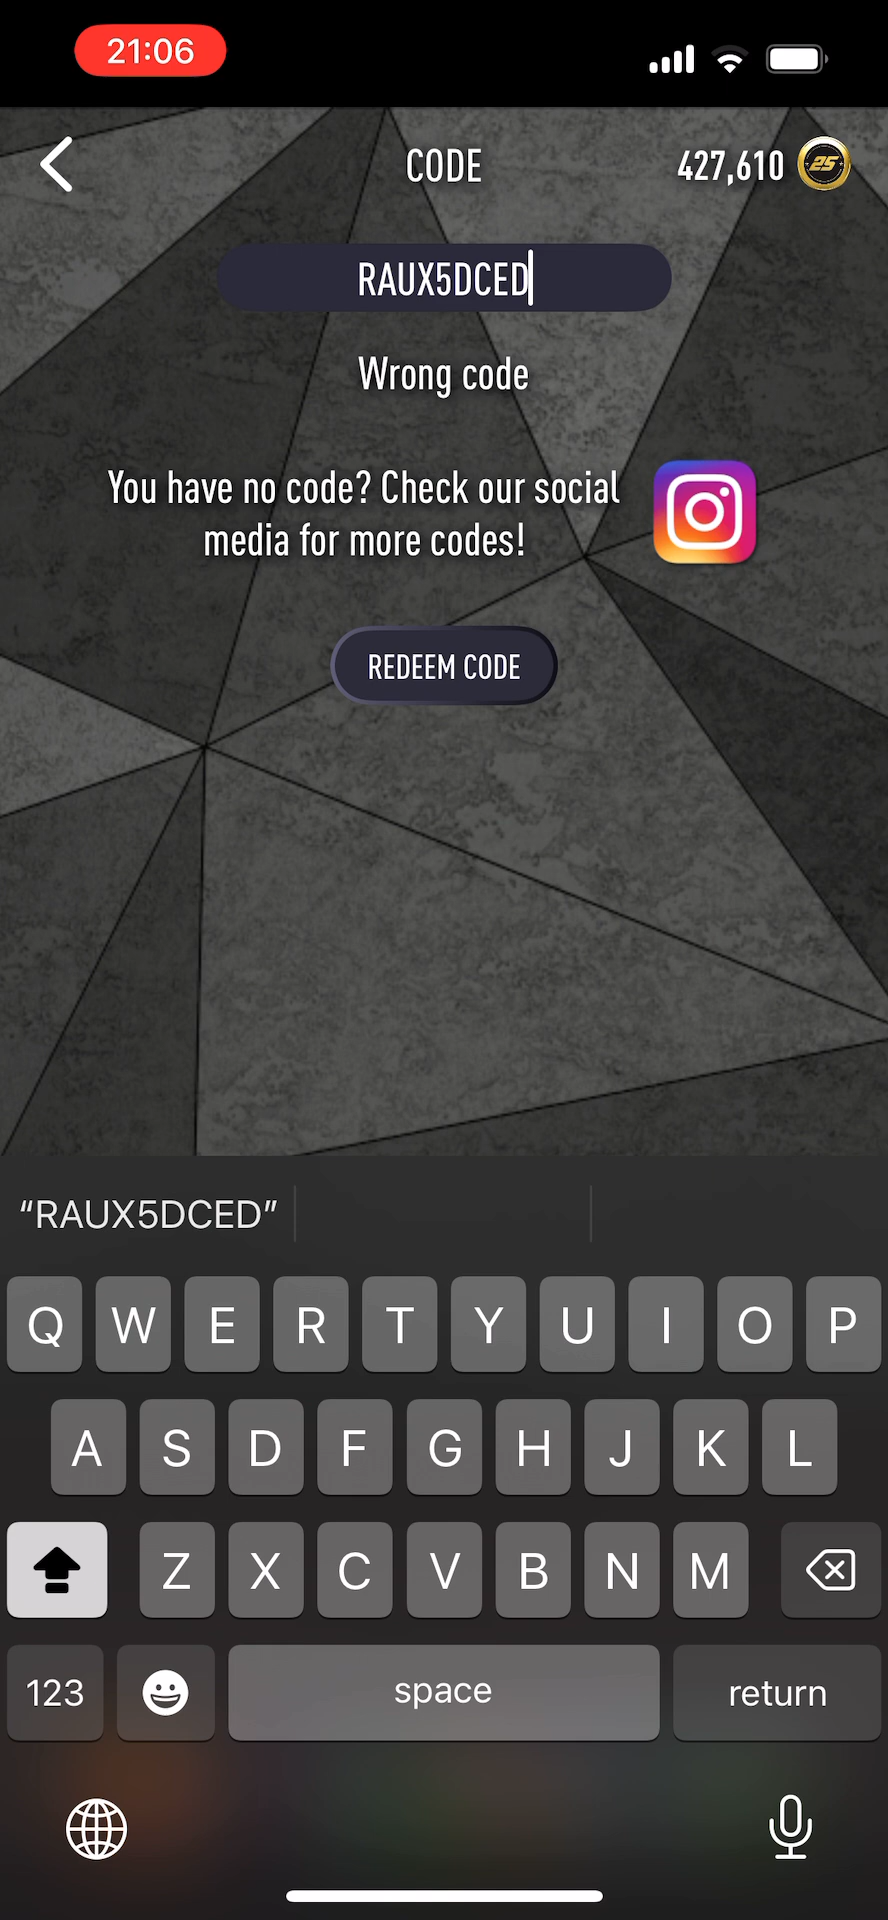 21:06
CODE
427,610
25
RAUX5DCED
Wrong code
You have no code? Check our social
media for more codes!
REDEEM CODE
“RAUX5DCED”
Q W E R T Y U I O P
A S D F G H J K L
Z X C V B N M
123 space return